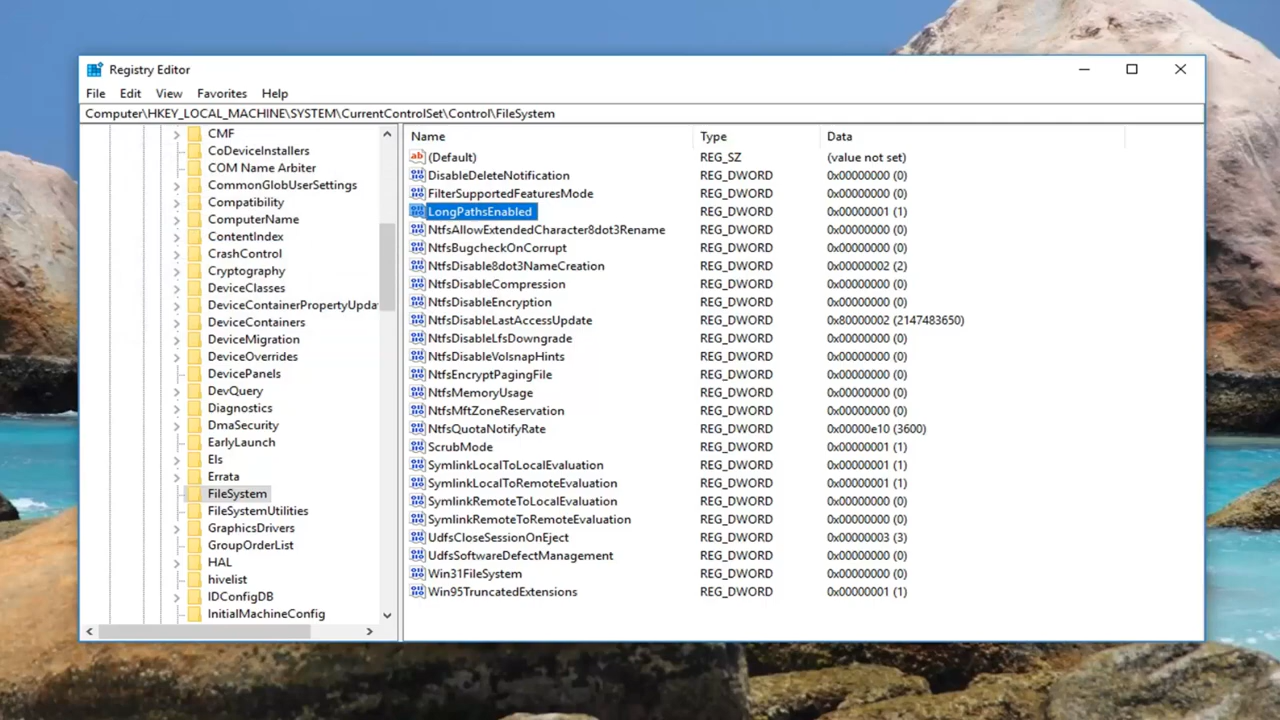 Registry Editor
File Edit View Favorites Help
Computer\HKEY_LOCAL_MACHINE\SYSTEM\CurrentControlSet\Control\FileSystem
CMF
CoDeviceInstallers
COM Name Arbiter
CommonGlobUserSettings
Compatibility
ComputerName
ContentIndex
CrashControl
Cryptography
DeviceClasses
DeviceContainerPropertyUpda
DeviceContainers
DeviceMigration
DeviceOverrides
DevicePanels
DevQuery
Diagnostics
DmaSecurity
EarlyLaunch
Els
Errata
FileSystem
FileSystemUtilities
GraphicsDrivers
GroupOrderList
HAL
hivelist
IDConfigDB
InitialMachineConfig
Name Type Data
ab (Default) REG_SZ (value not set)
DisableDeleteNotification REG_DWORD 0x00000000 (0)
FilterSupportedFeaturesMode REG_DWORD 0x00000000 (0)
LongPathsEnabled REG_DWORD 0x00000001 (1)
NtfsAllowExtendedCharacter8dot3Rename REG_DWORD 0x00000000 (0)
NtfsBugcheckOnCorrupt REG_DWORD 0x00000000 (0)
NtfsDisable8dot3NameCreation REG_DWORD 0x00000002 (2)
NtfsDisableCompression REG_DWORD 0x00000000 (0)
NtfsDisableEncryption REG_DWORD 0x00000000 (0)
NtfsDisableLastAccessUpdate REG_DWORD 0x80000002 (2147483650)
NtfsDisableLfsDowngrade REG_DWORD 0x00000000 (0)
NtfsDisableVolsnapHints REG_DWORD 0x00000000 (0)
NtfsEncryptPagingFile REG_DWORD 0x00000000 (0)
NtfsMemoryUsage REG_DWORD 0x00000000 (0)
NtfsMftZoneReservation REG_DWORD 0x00000000 (0)
NtfsQuotaNotifyRate REG_DWORD 0x00000e10 (3600)
ScrubMode REG_DWORD 0x00000001 (1)
SymlinkLocalToLocalEvaluation REG_DWORD 0x00000001 (1)
SymlinkLocalToRemoteEvaluation REG_DWORD 0x00000001 (1)
SymlinkRemoteToLocalEvaluation REG_DWORD 0x00000000 (0)
SymlinkRemoteToRemoteEvaluation REG_DWORD 0x00000000 (0)
UdfsCloseSessionOnEject REG_DWORD 0x00000003 (3)
UdfsSoftwareDefectManagement REG_DWORD 0x00000000 (0)
Win31FileSystem REG_DWORD 0x00000000 (0)
Win95TruncatedExtensions REG_DWORD 0x00000001 (1)